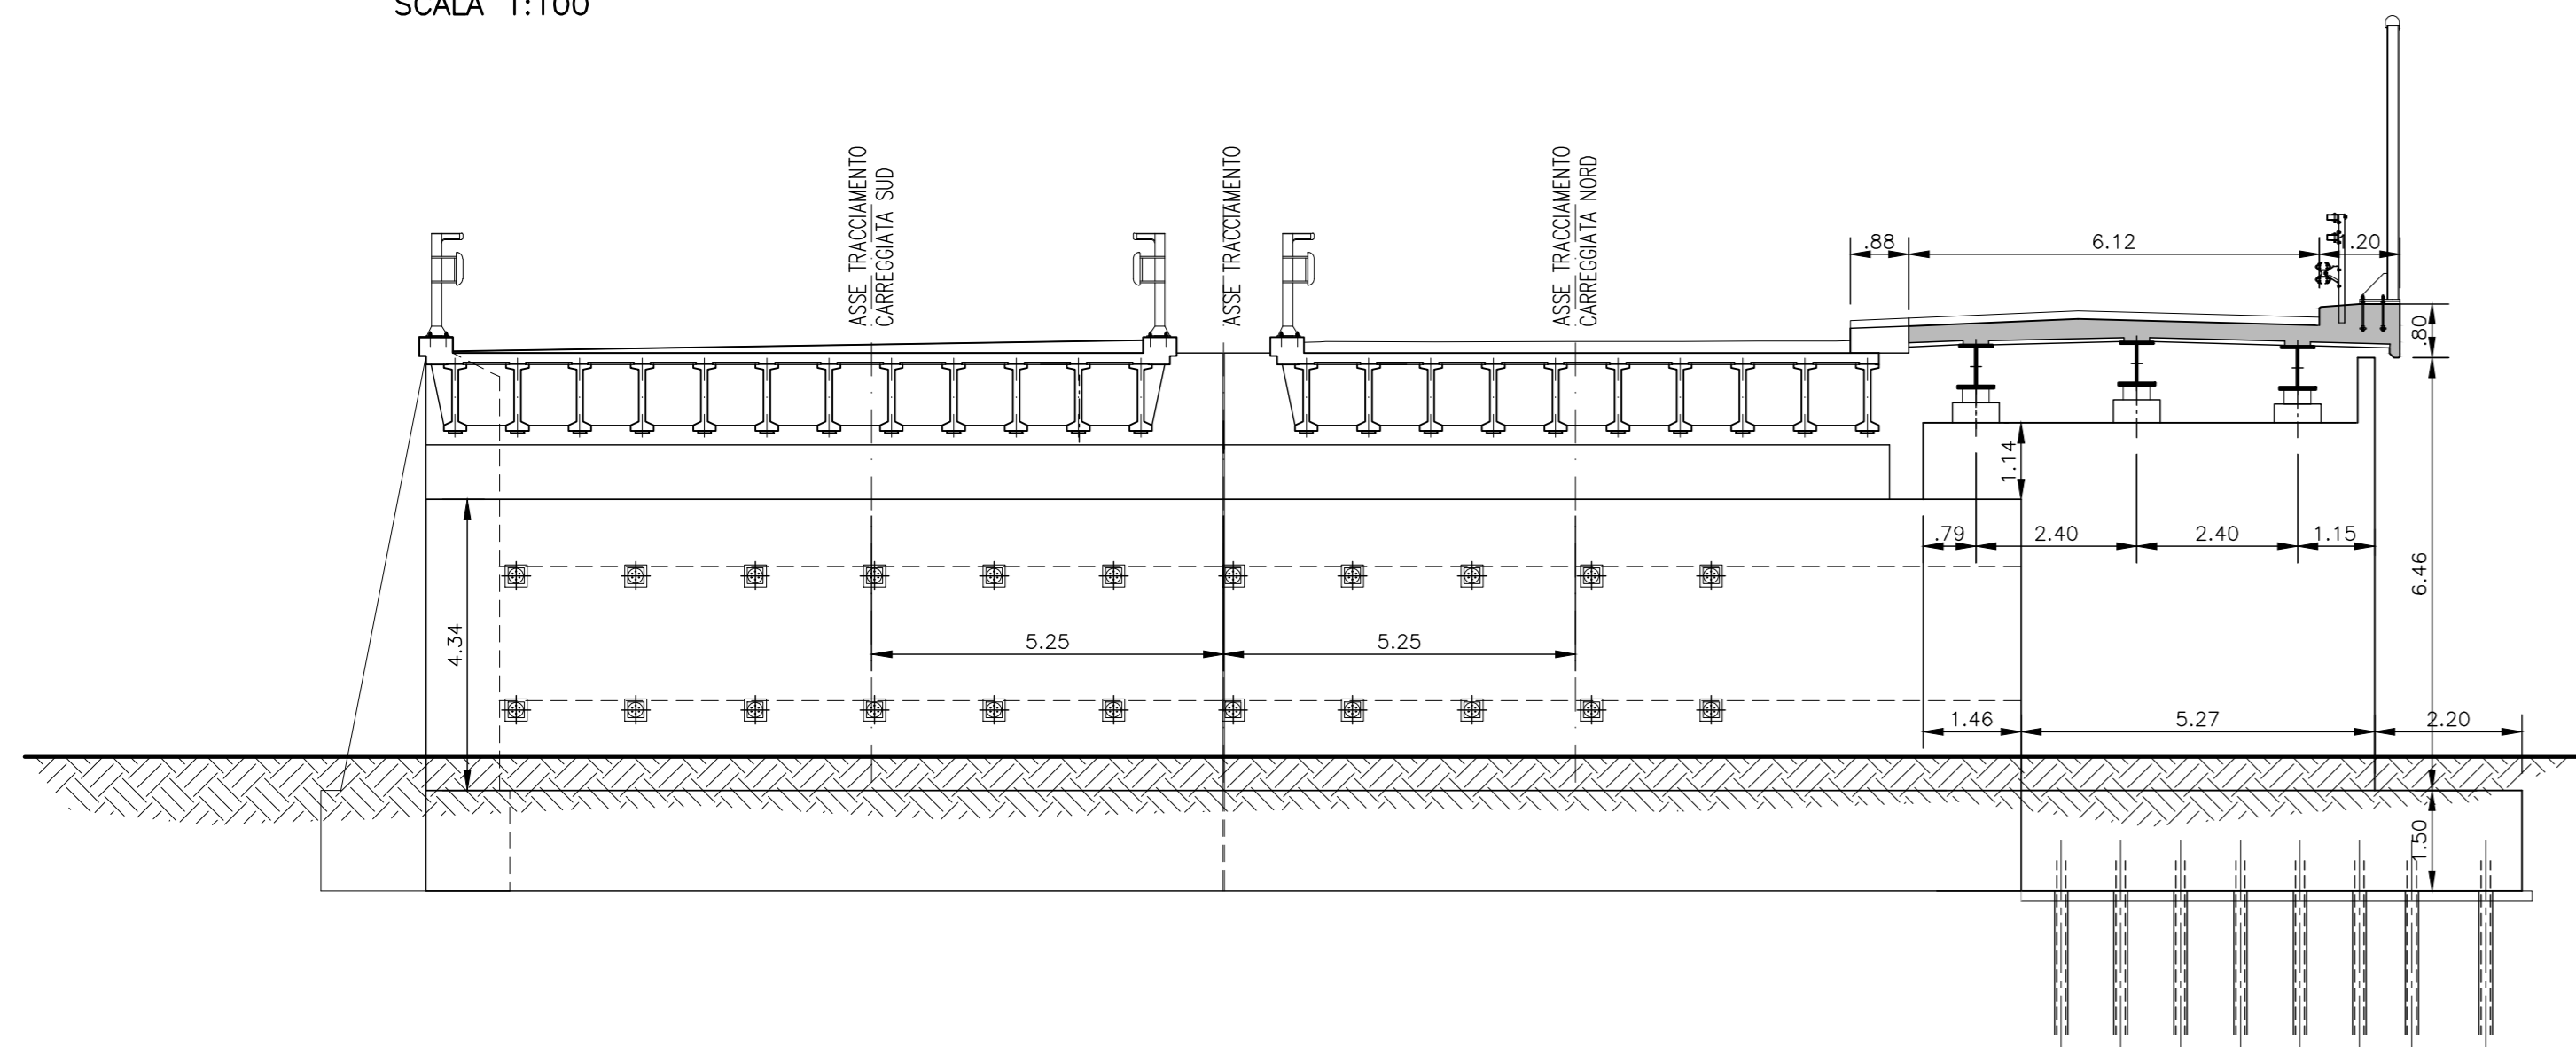 SCALA 1:100
ASSE TRACCIAMENTO
CARREGGIATA SUD
ASSE TRACCIAMENTO
ASSE TRACCIAMENTO
CARREGGIATA NORD
.88
6.12
1.20
.80
1.14
.79
2.40
2.40
1.15
6.46
4.34
5.25
5.25
1.46
5.27
2.20
1.50